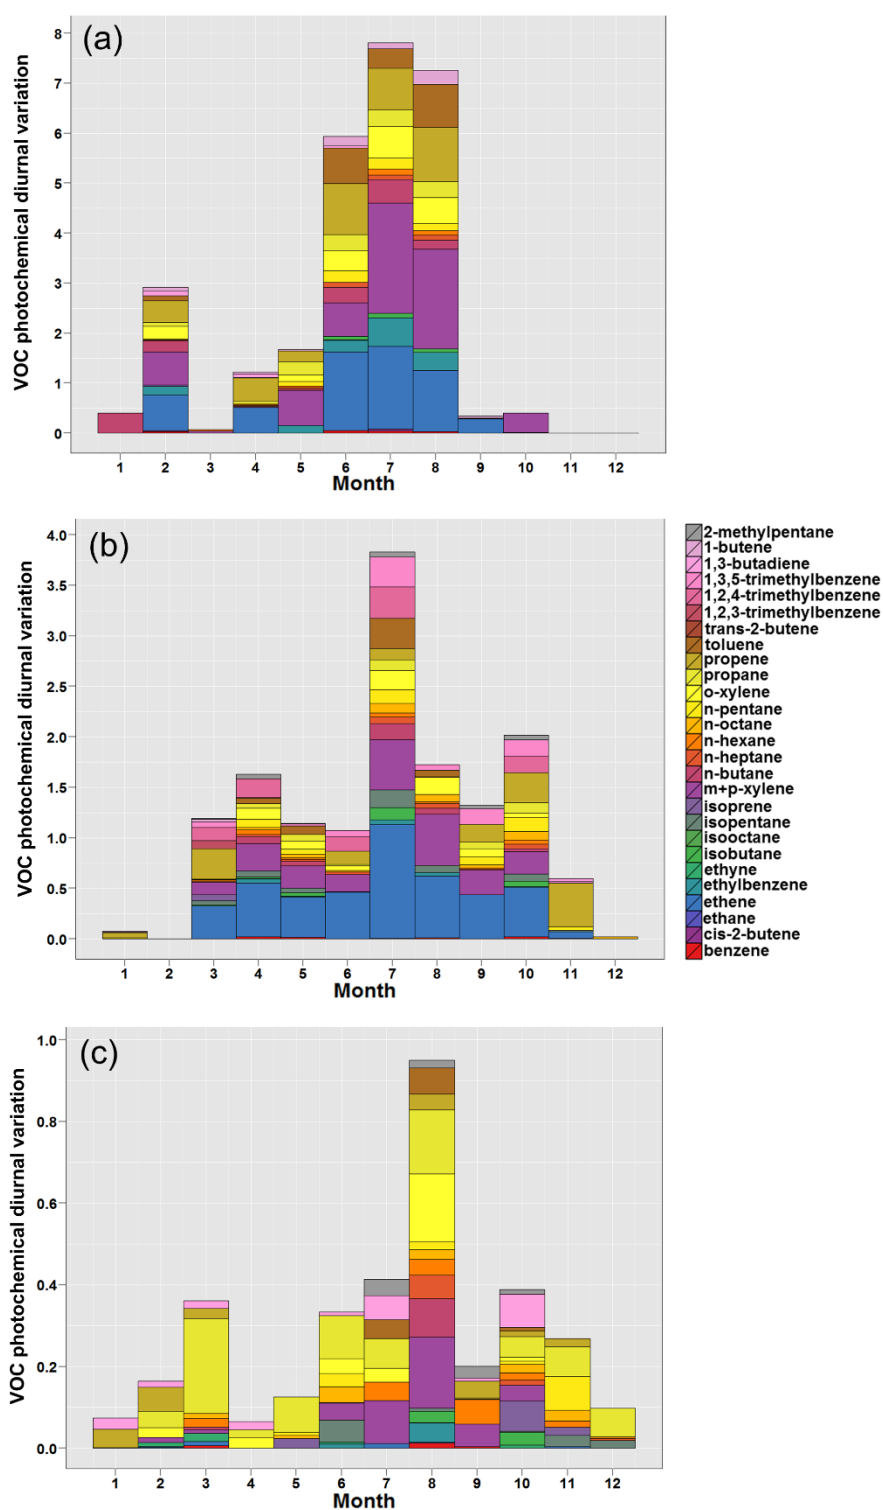 (a)
VOC photochemical diurnal variation
8
7
6
5
4
3
2
1
0
1 2 3 4 5 6 7 8 9 10 11 12
Month
(b)
VOC photochemical diurnal variation
4.0
3.5
3.0
2.5
2.0
1.5
1.0
0.5
0.0
1 2 3 4 5 6 7 8 9 10 11 12
Month
2-methylpentane
1-butene
1,3-butadiene
1,3,5-trimethylbenzene
1,2,4-trimethylbenzene
1,2,3-trimethylbenzene
trans-2-butene
toluene
propene
propane
o-xylene
n-pentane
n-octane
n-hexane
n-heptane
n-butane
m+p-xylene
isoprene
isopentane
isooctane
isobutane
ethyne
ethylbenzene
ethene
ethane
cis-2-butene
benzene
(c)
VOC photochemical diurnal variation
1.0
0.8
0.6
0.4
0.2
0.0
1 2 3 4 5 6 7 8 9 10 11 12
Month